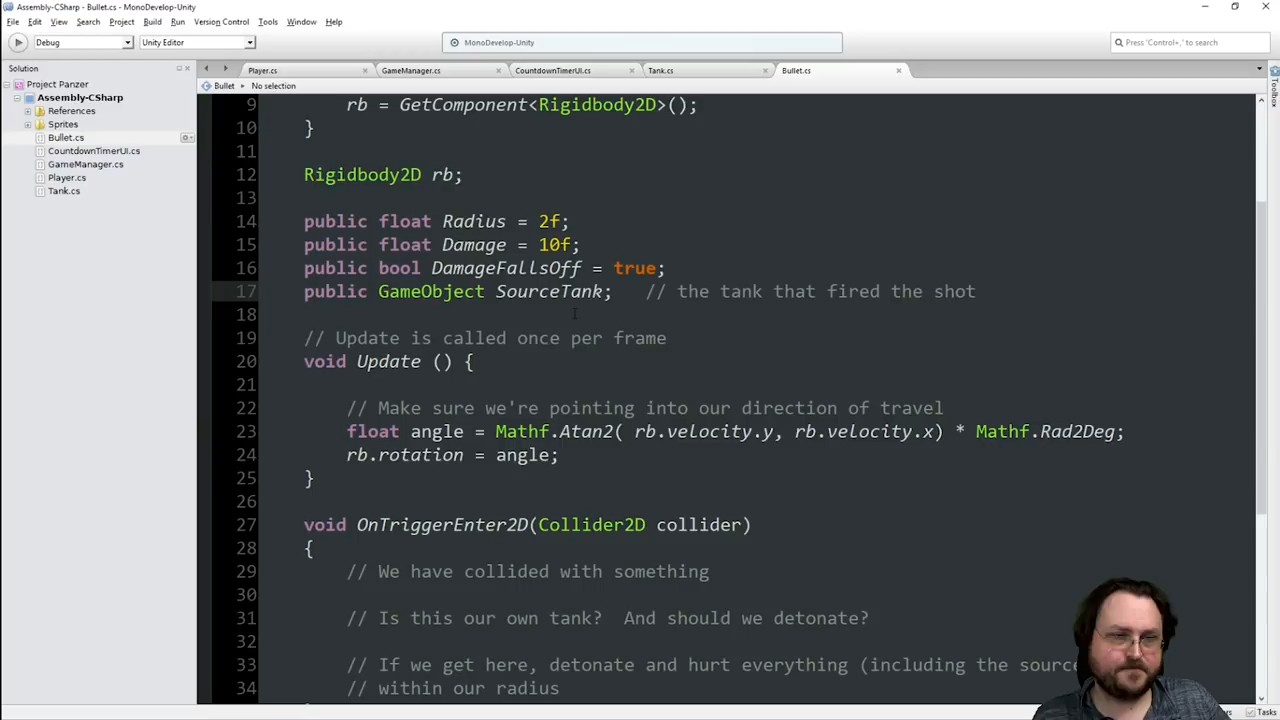 Assembly-CSharp - Bullet.cs - MonoDevelop-Unity
File Edit View Search Project Build Run Version Control Tools Window Help
Debug Unity Editor MonoDevelop-Unity Press 'Control+,' to search
Solution
Player.cs GameManager.cs CountdownTimerUI.cs Tank.cs Bullet.cs
Bullet No selection
Project Panzer
Assembly-CSharp
References
Sprites
Bullet.cs
CountdownTimerUI.cs
GameManager.cs
Player.cs
Tank.cs
Toolbox
9 rb = GetComponent<Rigidbody2D>();
10 }
11
12 Rigidbody2D rb;
13
14 public float Radius = 2f;
15 public float Damage = 10f;
16 public bool DamageFallsOff = true;
17 public GameObject SourceTank; // the tank that fired the shot
18
19 // Update is called once per frame
20 void Update () {
21
22 // Make sure we're pointing into our direction of travel
23 float angle = Mathf.Atan2( rb.velocity.y, rb.velocity.x) * Mathf.Rad2Deg;
24 rb.rotation = angle;
25 }
26
27 void OnTriggerEnter2D(Collider2D collider)
28 {
29 // We have collided with something
30
31 // Is this our own tank? And should we detonate?
32
33 // If we get here, detonate and hurt everything (including the source
34 // within our radius
Tasks